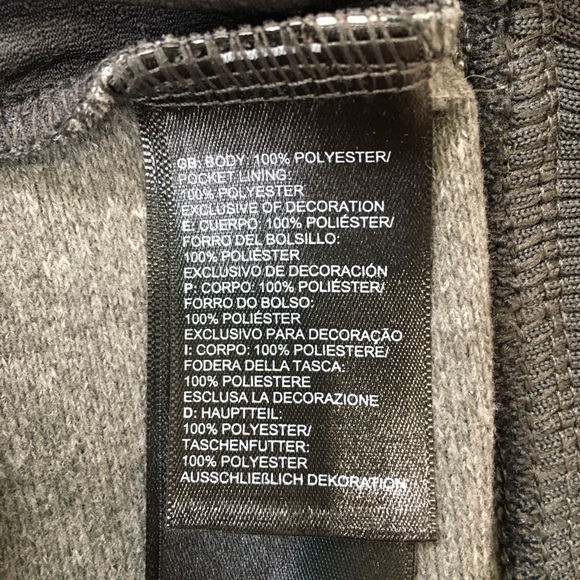 GB: BODY: 100% POLYESTER/
POCKET LINING:
100% POLYESTER
EXCLUSIVE OF DECORATION
E: CUERPO: 100% POLIÉSTER/
FORRO DEL BOLSILLO:
100% POLIÉSTER
EXCLUSIVO DE DECORACIÓN
P: CORPO: 100% POLIÉSTER/
FORRO DO BOLSO:
100% POLIÉSTER
EXCLUSIVO PARA DECORAÇÃO
I: CORPO: 100% POLIESTERE/
FODERA DELLA TASCA:
100% POLIESTERE
ESCLUSA LA DECORAZIONE
D: HAUPTTEIL:
100% POLYESTER/
TASCHENFUTTER:
100% POLYESTER
AUSSCHLIEßLICH DEKORATION